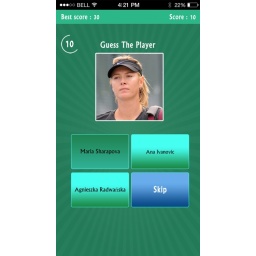 ●●●○○ BELL 4:21 PM 22%
Best score : 30 Score : 10
10 Guess The Player
Maria Sharapova Ana Ivanovic
Agnieszka Radwanska Skip